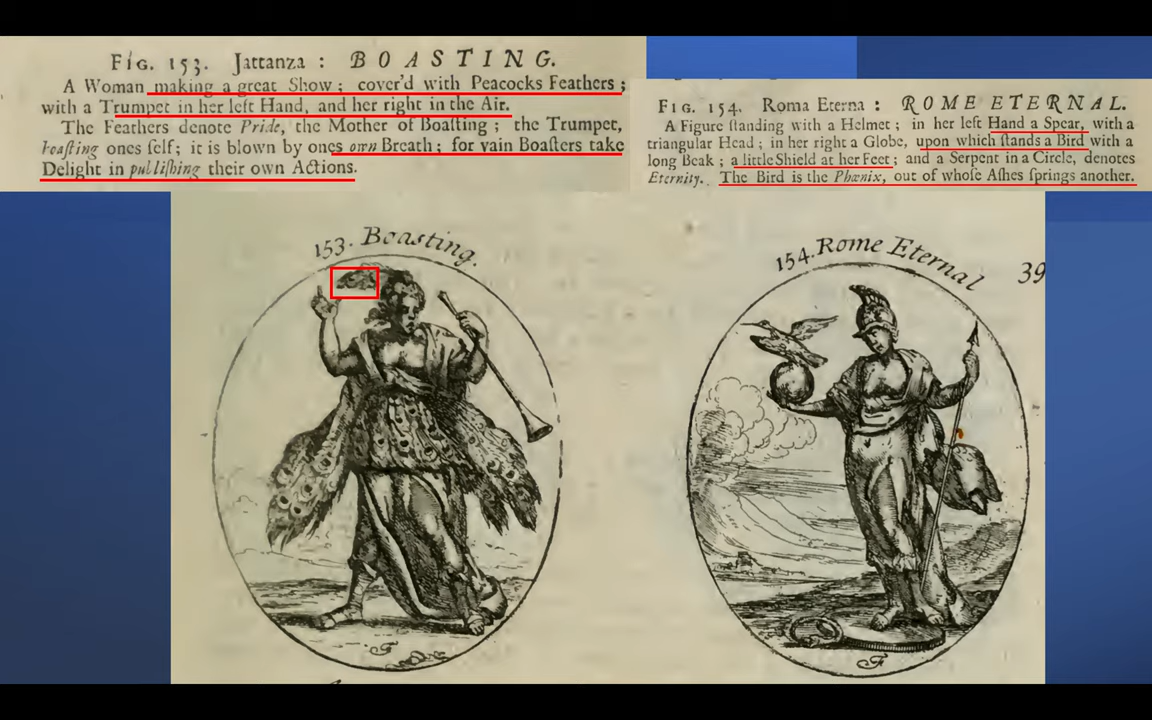 FIG. 153. Jattanza : BOASTING.
A Woman making a great Show ; cover'd with Peacocks Feathers ;
with a Trumpet in her left Hand, and her right in the Air.
The Feathers denote Pride, the Mother of Boaſting ; the Trumpet,
boaſting ones ſelf; it is blown by ones own Breath ; for vain Boaſters take
Delight in publiſhing their own Actions.
FIG. 154. Roma Eterna : ROME ETERNAL.
A Figure ſtanding with a Helmet ; in her left Hand a Spear, with a
triangular Head ; in her right a Globe, upon which ſtands a Bird with a
long Beak ; a little Shield at her Feet ; and a Serpent in a Circle, denotes
Eternity. The Bird is the Phœnix, out of whoſe Aſhes ſprings another.
153. Boasting.
154. Rome Eternal
39
F
F